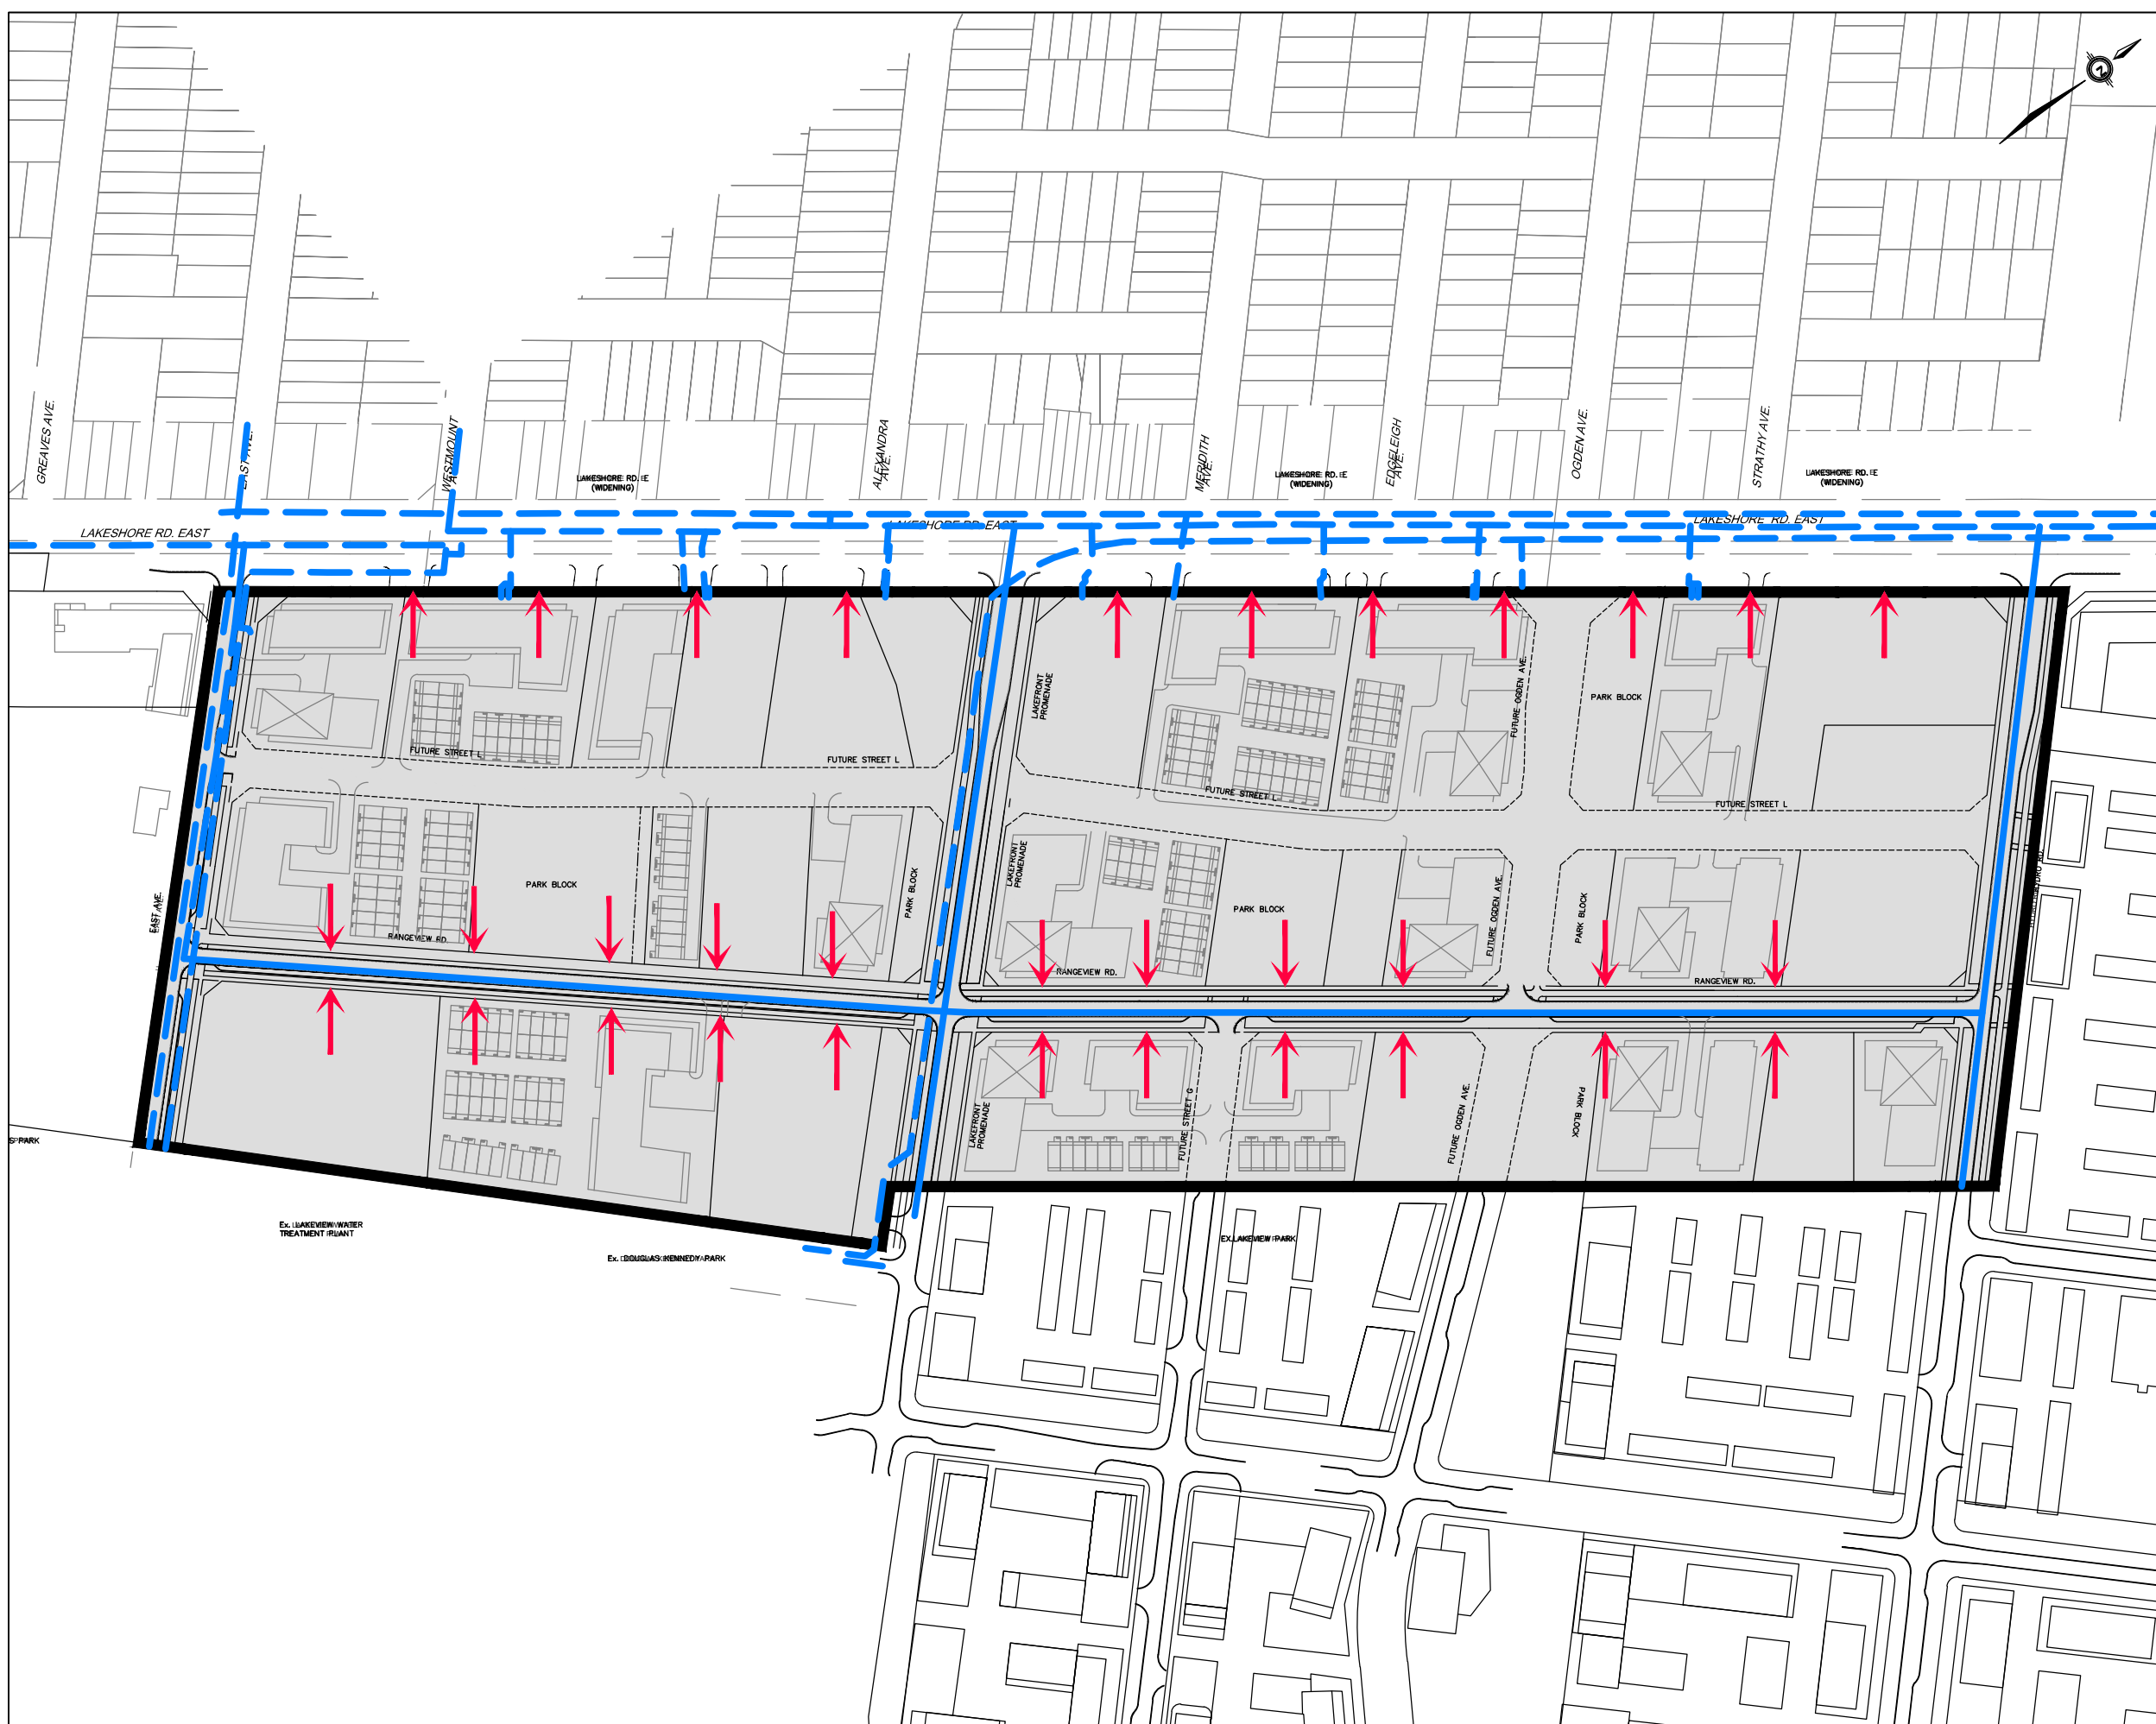 N
GREAVES AVE.
EAST AVE.
WESTMOUNT
ALEXANDRA
AVE.
MERIDITH
AVE.
EDGELEIGH
AVE.
OGDEN AVE.
STRATHY AVE.
LAKESHORE RD. E
(WIDENING)
LAKESHORE RD. E
(WIDENING)
LAKESHORE RD. E
(WIDENING)
LAKESHORE RD. EAST
LAKESHORE RD. EAST
LAKESHORE RD. EAST
LAKEFRONT
PROMENADE
FUTURE OGDEN AVE.
PARK BLOCK
FUTURE STREET L
FUTURE STREET L
FUTURE STREET L
FUTURE STREET L
EAST AVE.
PARK BLOCK
PARK BLOCK
LAKEFRONT
PROMENADE
PARK BLOCK
FUTURE OGDEN AVE.
PARK BLOCK
RANGEVIEW RD.
RANGEVIEW RD.
RANGEVIEW RD.
LAKEFRONT
PROMENADE
FUTURE STREET G
FUTURE OGDEN AVE.
PARK BLOCK
S PARK
Ex. LAKEVIEW WATER
TREATMENT PLANT
Ex. DOUGLAS KENNEDY PARK
EX.LAKEVIEW PARK